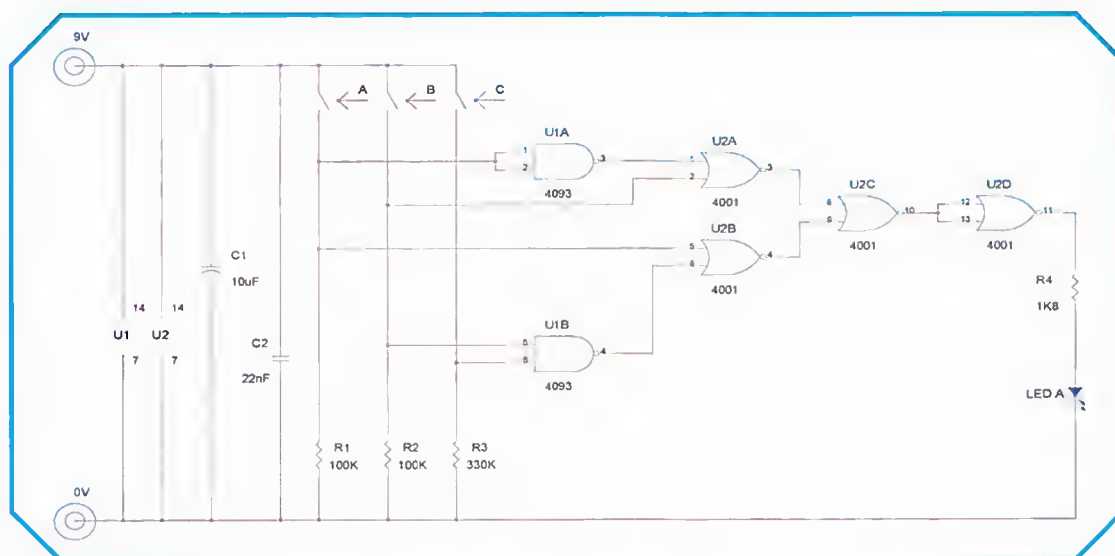 9V
A
B
C
U1A
1
2
3
4093
U2A
1
2
3
4001
U2C
8
9
10
4001
U2D
12
13
11
4001
U2B
5
6
4
4001
C1
10uF
R4
1K8
14
14
U1
U2
7
7
C2
22nF
U1B
5
6
4
4093
LED A
R1
100K
R2
100K
R3
330K
0V